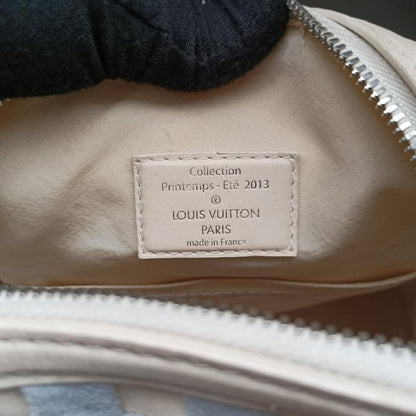 Collection
Printemps - Eté 2013
®
LOUIS VUITTON
PARIS
made in France